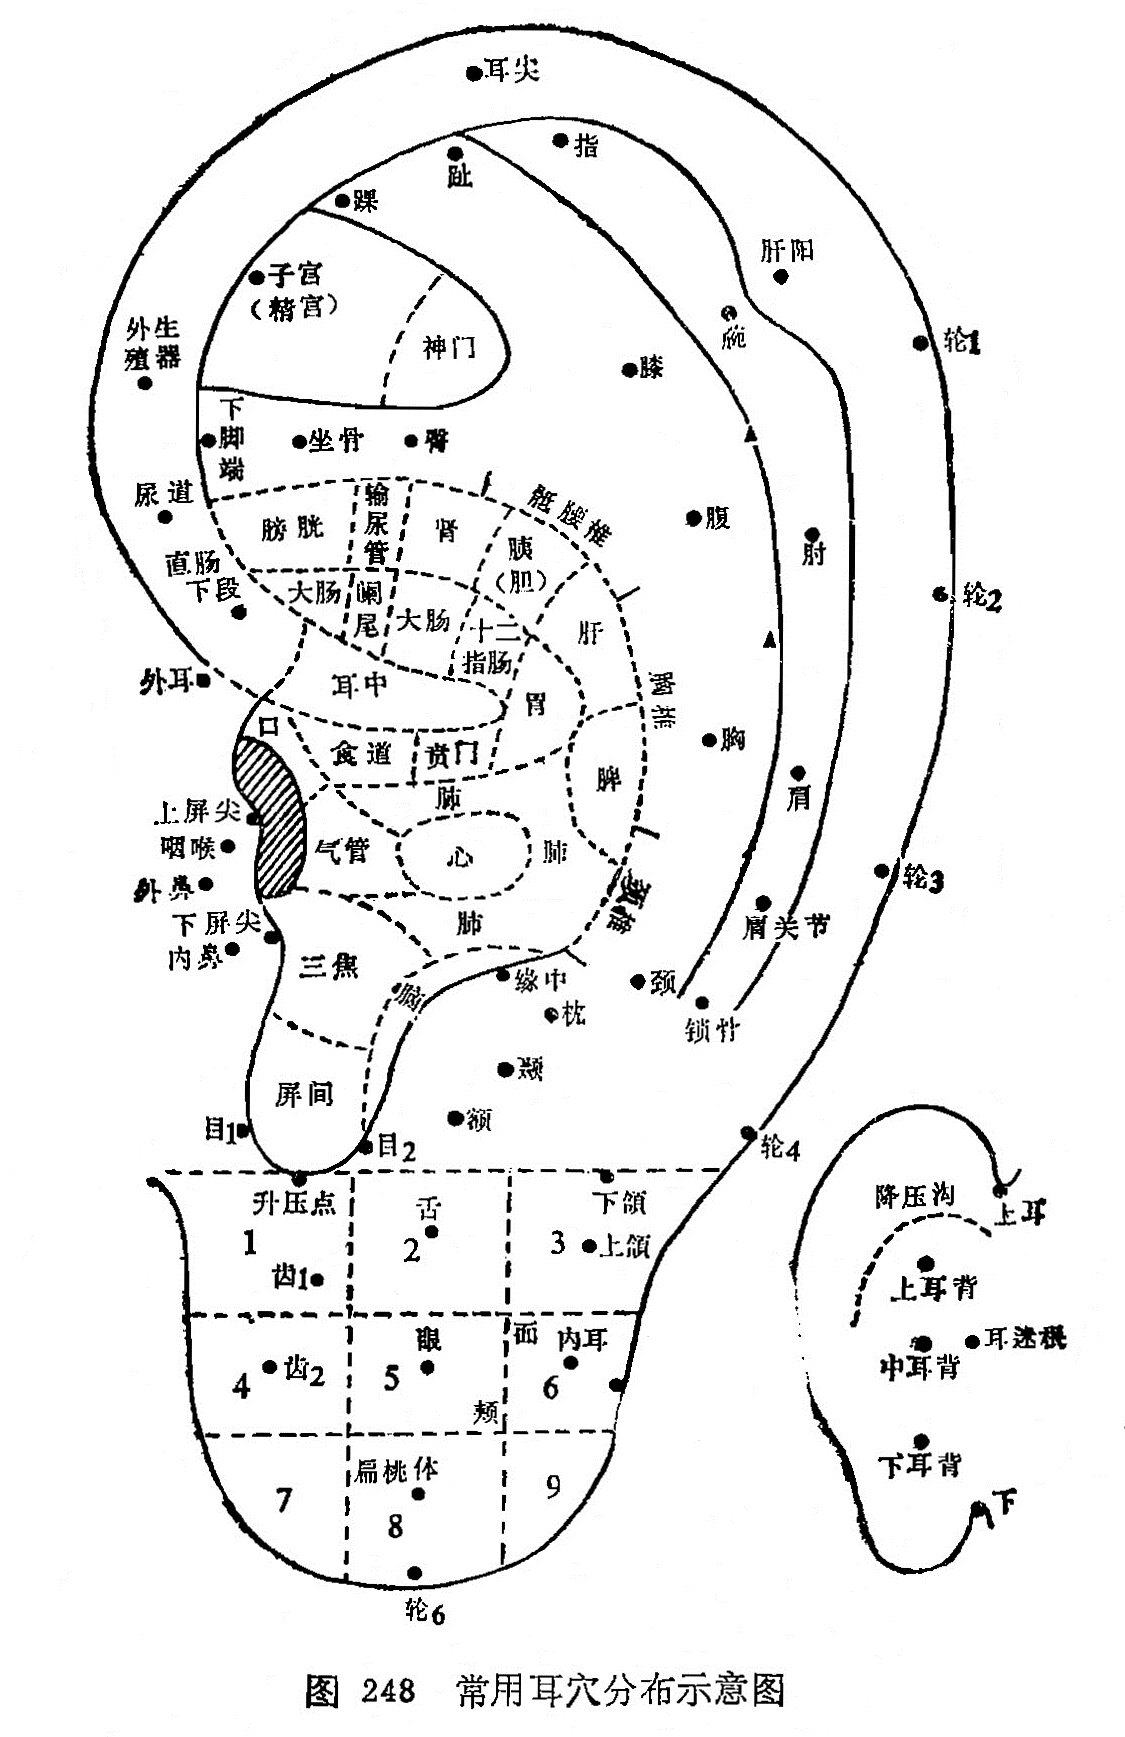 耳尖
指
趾
踝
子宫
（精宫）
肝阳
外生
殖器
神门
腕
轮1
膝
下
脚
端
坐骨
臀
尿道
膀胱
输
尿
管
肾
骶腰椎
胰
（胆）
腹
肘
直肠
下段
大肠
阑
尾
大肠
十二
指肠
肝
轮2
外耳
耳中
胃
胸椎
口
食道
贲门
胸
脾
肩
上屏尖
肺
咽喉
气管
心
肺
外鼻
轮3
颈椎
下屏尖
肺
肩关节
内鼻
三焦
脑
缘中
颈
枕
锁骨
颞
屏间
额
目1
目2
轮4
升压点
舌
下颌
1
2
3
上颌
齿1
眼
面
内耳
4
齿2
5
6
颊
扁桃体
7
8
9
轮6
降压沟
上耳
上耳背
耳迷根
中耳背
下耳背
下
图 248 常用耳穴分布示意图